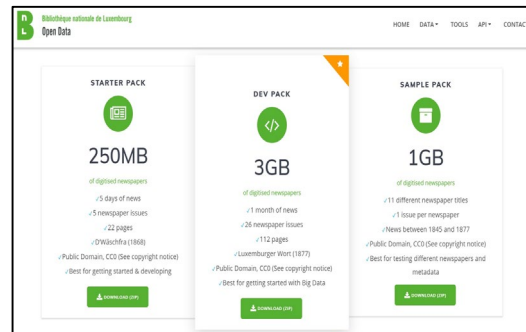 Bibliothèque nationale de Luxembourg
Open Data
HOME DATA TOOLS API CONTACT
STARTER PACK
250MB
of digitised newspapers
✓5 days of news
✓5 newspaper issues
✓22 pages
✓D'Wäschfra (1868)
✓Public Domain, CC0 (See copyright notice)
✓Best for getting started & developing
DOWNLOAD (ZIP)
DEV PACK
3GB
of digitised newspapers
✓1 month of news
✓26 newspaper issues
✓112 pages
✓Luxemburger Wort (1877)
✓Public Domain, CC0 (See copyright notice)
✓Best for getting started with Big Data
DOWNLOAD (ZIP)
SAMPLE PACK
1GB
of digitised newspapers
✓11 different newspaper titles
✓1 issue per newspaper
✓News between 1845 and 1877
✓Public Domain, CC0 (See copyright notice)
✓Best for testing different newspapers and
metadata
DOWNLOAD (ZIP)